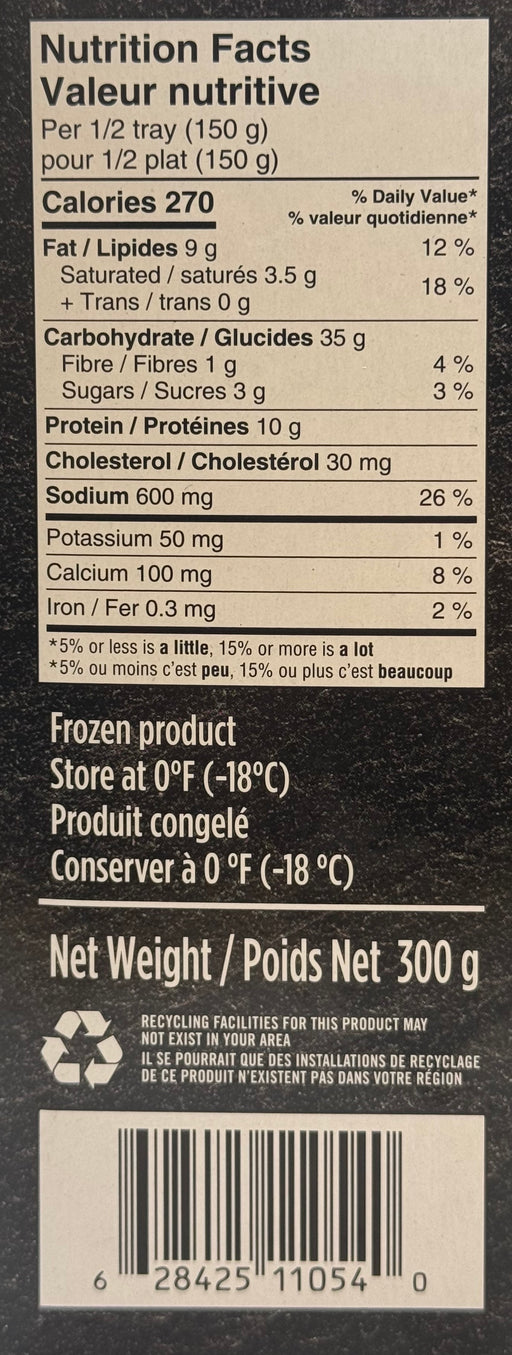 Nutrition Facts
Valeur nutritive
Per 1/2 tray (150 g)
pour 1/2 plat (150 g)
Calories 270
% Daily Value*
% valeur quotidienne*
Fat / Lipides 9 g 12 %
Saturated / saturés 3.5 g
+ Trans / trans 0 g 18 %
Carbohydrate / Glucides 35 g
Fibre / Fibres 1 g 4 %
Sugars / Sucres 3 g 3 %
Protein / Protéines 10 g
Cholesterol / Cholestérol 30 mg
Sodium 600 mg 26 %
Potassium 50 mg 1 %
Calcium 100 mg 8 %
Iron / Fer 0.3 mg 2 %
*5% or less is a little, 15% or more is a lot
*5% ou moins c'est peu, 15% ou plus c'est beaucoup
Frozen product
Store at 0°F (-18°C)
Produit congelé
Conserver à 0 °F (-18 °C)
Net Weight / Poids Net 300 g
RECYCLING FACILITIES FOR THIS PRODUCT MAY
NOT EXIST IN YOUR AREA
IL SE POURRAIT QUE DES INSTALLATIONS DE RECYCLAGE
DE CE PRODUIT N'EXISTENT PAS DANS VOTRE RÉGION
6 28425 11054 0